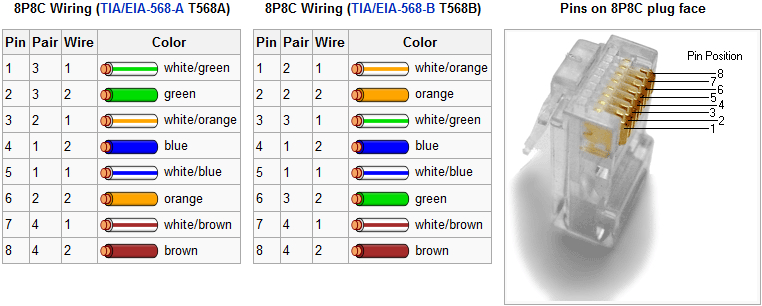 8P8C Wiring (TIA/EIA-568-A T568A)
Pin Pair Wire Color
1 3 1 white/green
2 3 2 green
3 2 1 white/orange
4 1 2 blue
5 1 1 white/blue
6 2 2 orange
7 4 1 white/brown
8 4 2 brown
8P8C Wiring (TIA/EIA-568-B T568B)
Pin Pair Wire Color
1 2 1 white/orange
2 2 2 orange
3 3 1 white/green
4 1 2 blue
5 1 1 white/blue
6 3 2 green
7 4 1 white/brown
8 4 2 brown
Pins on 8P8C plug face
Pin Position
8
7
6
5
4
3
2
1